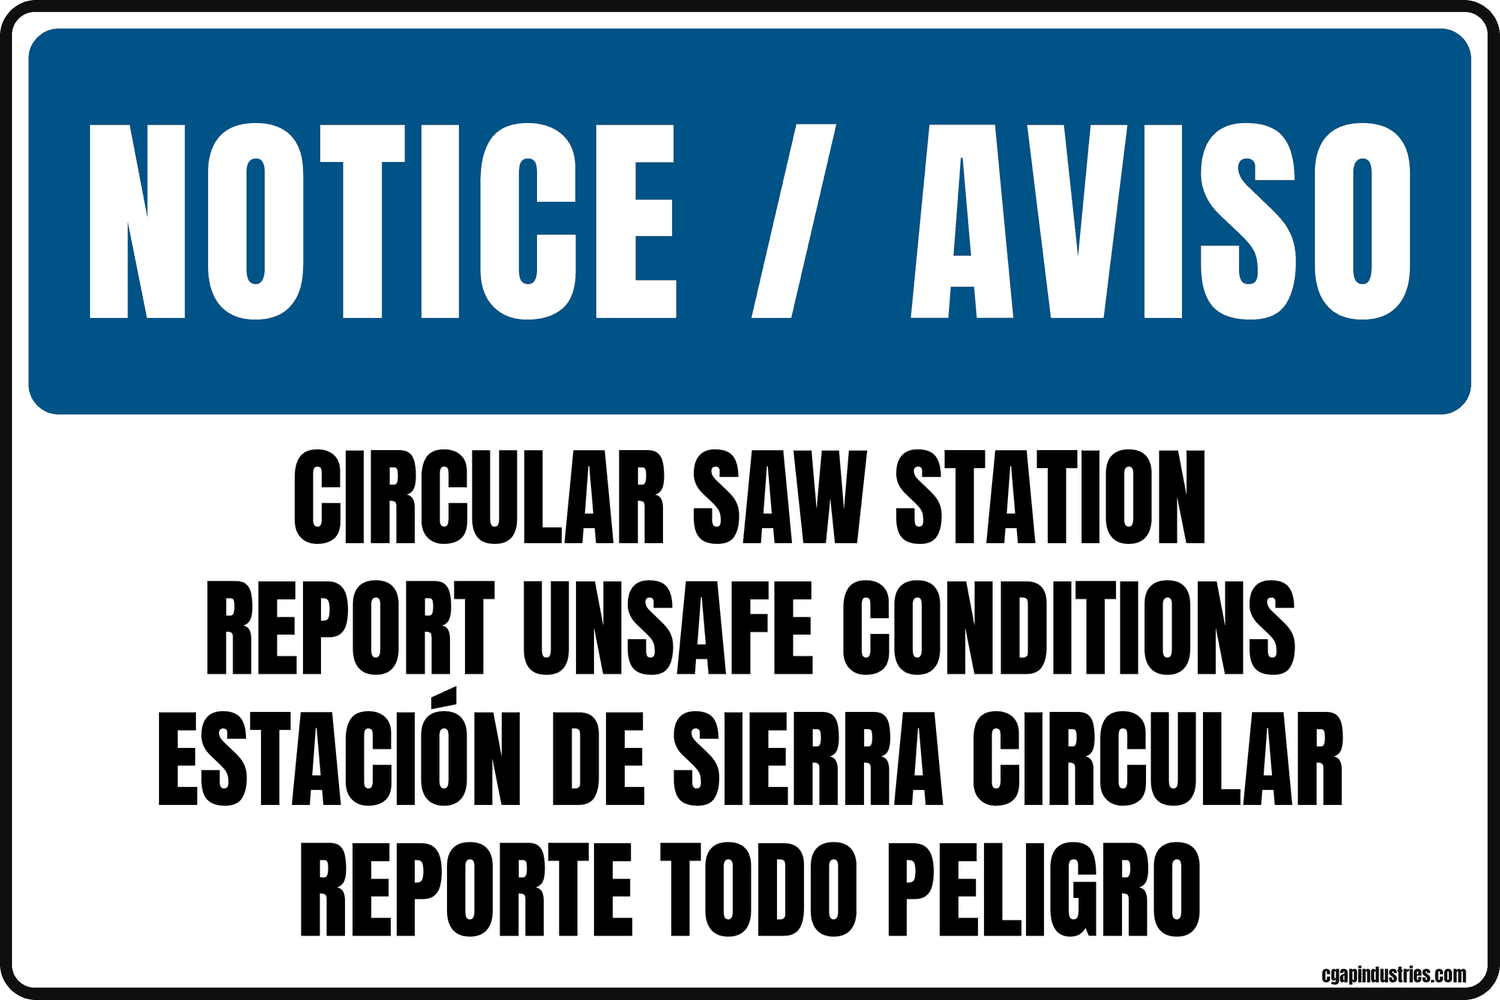 NOTICE / AVISO
CIRCULAR SAW STATION
REPORT UNSAFE CONDITIONS
ESTACIÓN DE SIERRA CIRCULAR
REPORTE TODO PELIGRO
cgapindustries.com